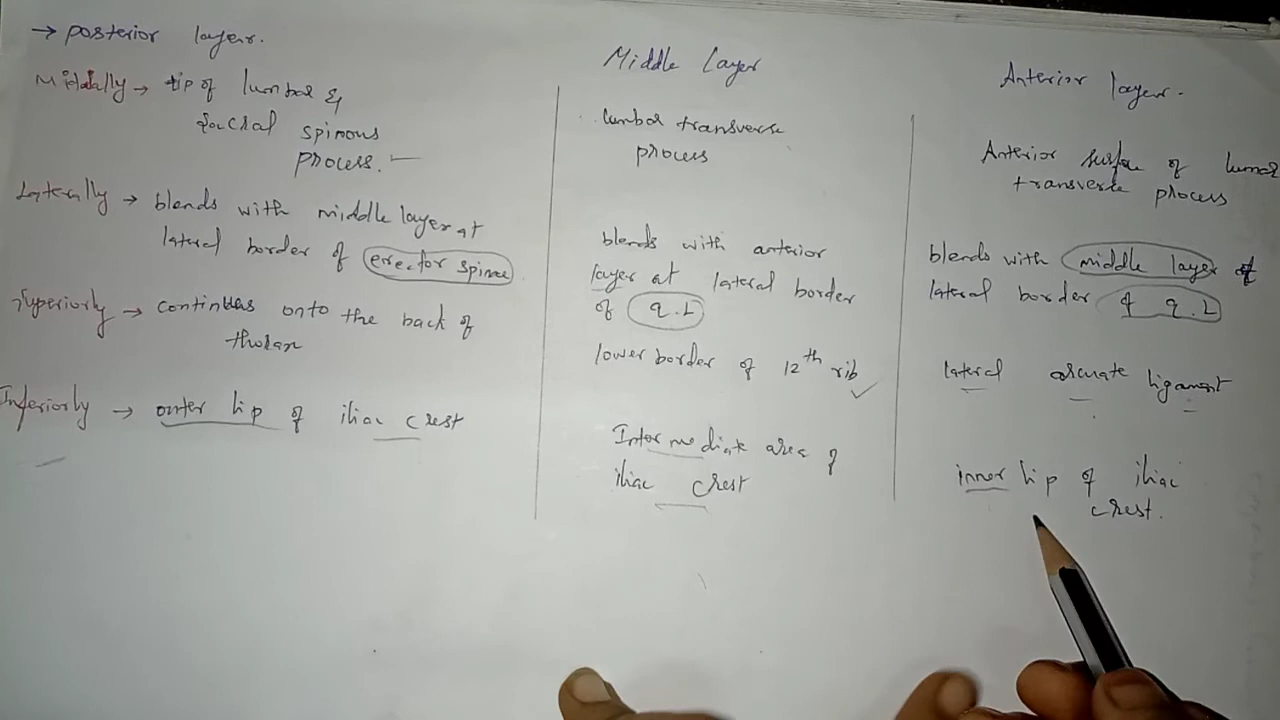 → posterior layer.
Midially → tip of lumbar &
sacral spinous
process.
Laterally → blends with middle layer at
lateral border of erector spinae
Superiorly → continues onto the back of
thorax
Inferiorly → outer lip of iliac crest
Middle Layer
lumbar transverse
process
blends with anterior
layer at lateral border
of q.L
lower border of 12th rib
Intermediate area of
iliac crest
Anterior layer.
Anterior surface of lumbar
transverse process
blends with middle layer of
lateral border of q.L
lateral arcuate ligament
inner lip of iliac
crest.